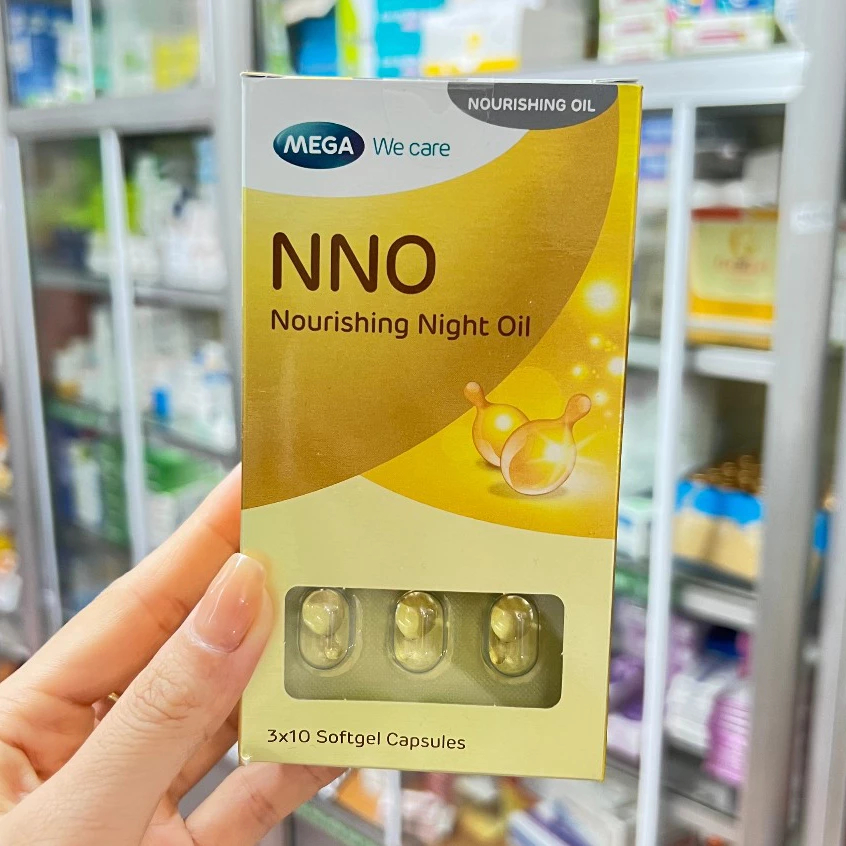 NOURISHING OIL
MEGA We care
NNO
Nourishing Night Oil
3x10 Softgel Capsules